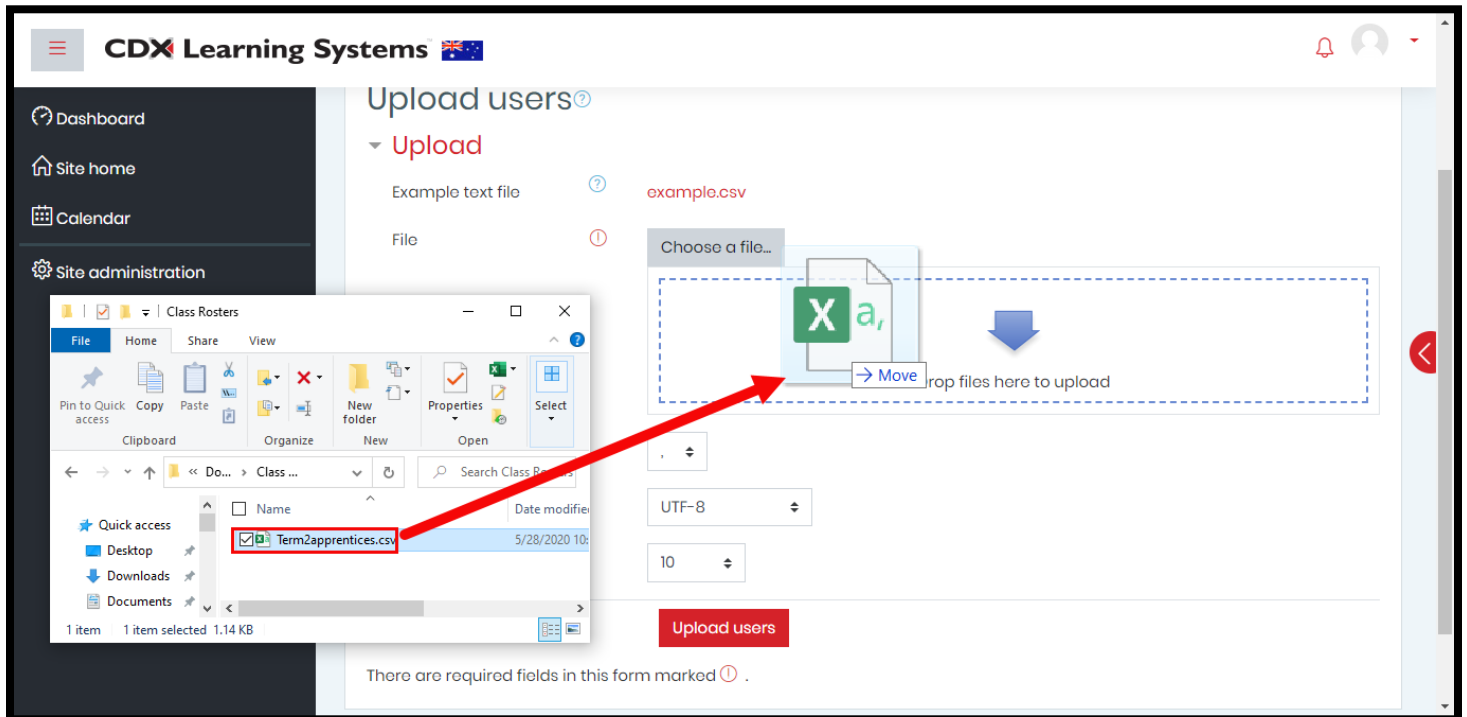 CDX Learning Systems
Dashboard
Site home
Calendar
Site administration
Upload users
Upload
Example text file
example.csv
File
Choose a file...
Move
rop files here to upload
,
UTF-8
10
Upload users
There are required fields in this form marked .
Class Rosters
File Home Share View
Pin to Quick access
Copy
Paste
New folder
Properties
Select
Clipboard Organize New Open
« Do... › Class ...
Search Class Rosters
Name Date modified
Quick access
Desktop
Downloads
Documents
Term2apprentices.csv 5/28/2020 10:
1 item 1 item selected 1.14 KB
X a,